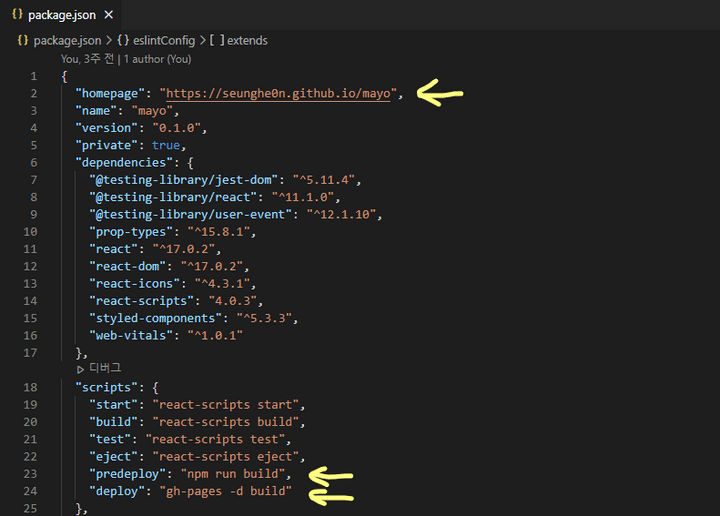 {} package.json ×
{} package.json > {} eslintConfig > [ ] extends
You, 3주 전 | 1 author (You)
1 {
2 "homepage": "https://seunghe0n.github.io/mayo",
3 "name": "mayo",
4 "version": "0.1.0",
5 "private": true,
6 "dependencies": {
7 "@testing-library/jest-dom": "^5.11.4",
8 "@testing-library/react": "^11.1.0",
9 "@testing-library/user-event": "^12.1.10",
10 "prop-types": "^15.8.1",
11 "react": "^17.0.2",
12 "react-dom": "^17.0.2",
13 "react-icons": "^4.3.1",
14 "react-scripts": "4.0.3",
15 "styled-components": "^5.3.3",
16 "web-vitals": "^1.0.1"
17 },
디버그
18 "scripts": {
19 "start": "react-scripts start",
20 "build": "react-scripts build",
21 "test": "react-scripts test",
22 "eject": "react-scripts eject",
23 "predeploy": "npm run build",
24 "deploy": "gh-pages -d build"
25 },